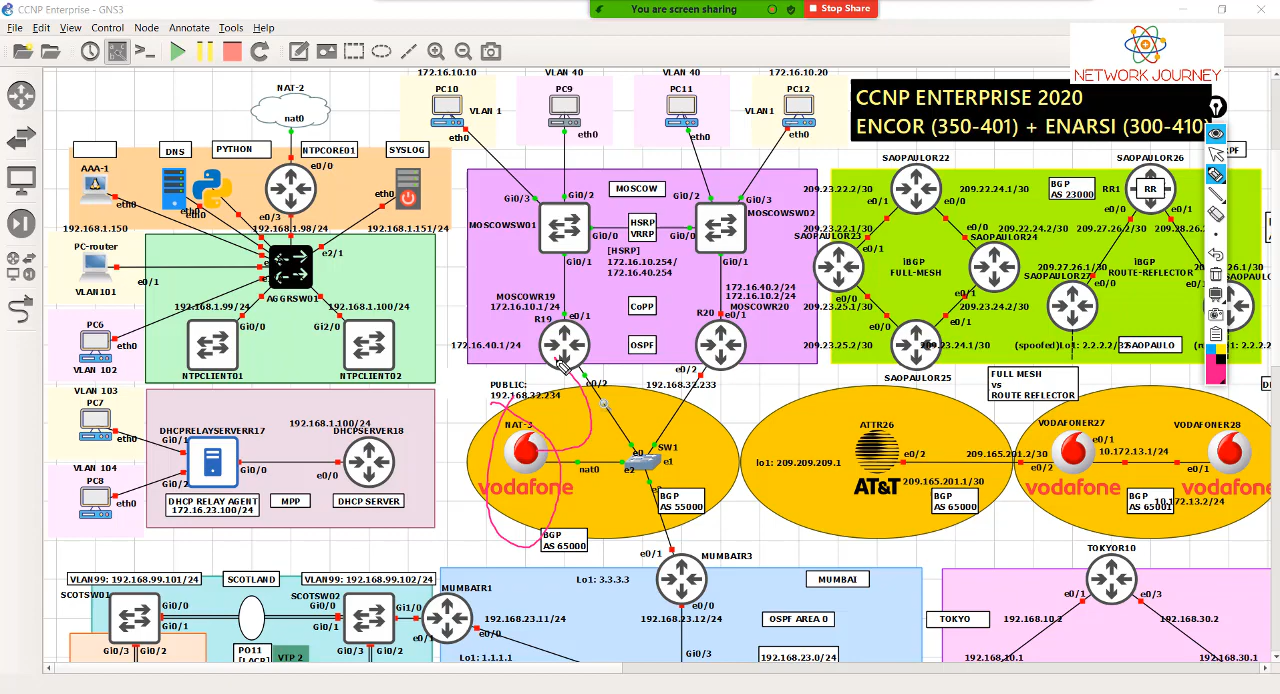 CCNP Enterprise - GNS3
You are screen sharing
Stop Share
File Edit View Control Node Annotate Tools Help
NETWORK JOURNEY
CCNP ENTERPRISE 2020
ENCOR (350-401) + ENARSI (300-410)
172.16.10.10
VLAN 40
VLAN 40
172.16.10.20
PC10
VLAN 1
PC9
PC11
PC12
VLAN1
eth0
eth0
eth0
eth0
NAT-2
nat0
DNS
PYTHON
NTPCORE01
SYSLOG
AAA-1
e0/0
eth0
eth0
eth0
eth0
e0/3
192.168.1.150
192.168.1.98/24
192.168.1.151/24
PC-router
e2/1
e0/1
VLAN101
AGGRSW01
192.168.1.99/24
192.168.1.100/24
PC6
Gi0/0
Gi2/0
eth0
VLAN 102
NTPCLIENT01
NTPCLIENT02
VLAN 103
PC7
eth0
DHCPRELAYSERVERR17
192.168.1.100/24
DHCPSERVER18
Gi0/1
Gi0/0
e0/0
VLAN 104
PC8
Gi0/2
eth0
DHCP RELAY AGENT
172.16.23.100/24
MPP
DHCP SERVER
MOSCOW
Gi0/3
Gi0/2
Gi0/2
Gi0/3
MOSCOWSW01
MOSCOWSW02
Gi0/0
HSRP
VRRP
Gi0/0
[HSRP]
172.16.10.254/
172.16.40.254
Gi0/1
Gi0/1
172.16.40.2/24
172.16.10.2/24
MOSCOWR19
172.16.10.1/24
CoPP
MOSCOWR20
R19
e0/1
R20
e0/1
172.16.40.1/24
OSPF
e0/2
e0/2
PUBLIC:
192.168.32.234
192.168.32.233
SAOPAULOR22
SAOPAULOR26
209.23.22.2/30
209.22.24.1/30
BGP
AS 23000
RR1
RR
e0/1
e0/0
e0/0
e0/1
209.23.22.1/30
209.22.24.2/30
209.27.26.2/30
209.28.26.
SAOPAULOR23
SAOPAULOR24
e0/1
e0/0
iBGP
FULL-MESH
iBGP
ROUTE-REFLECTOR
209.27.26.1/30
SAOPAULOR27
e0/0
e0/0
e0/1
209.23.25.1/30
209.23.24.2/30
e0/0
e0/1
209.23.25.2/30
209.23.24.1/30
(spoofed)Lo1: 2.2.2.2/32
SAOPAULO
SAOPAULOR25
FULL MESH
vs
ROUTE REFLECTOR
NAT-3
nat0
vodafone
SW1
e1
e2
BGP
AS 55000
BGP
AS 65000
ATTR26
lo1: 209.209.209.1
e0/2
AT&T
209.165.201.1/30
209.165.201.2/30
BGP
AS 65000
VODAFONER27
e0/1
10.172.13.1/24
VODAFONER28
e0/2
e0/1
vodafone
vodafone
BGP
AS 65001
10.172.13.2/24
VLAN99: 192.168.99.101/24
SCOTLAND
VLAN99: 192.168.99.102/24
SCOTSW01
SCOTSW02
Gi0/0
Gi0/0
Gi1/0
Gi0/1
Gi0/1
e0/1
Gi0/3
Gi0/2
PO11
[LACP]
VTP 2
Gi0/3
Gi0/2
MUMBAIR1
e0/0
192.168.23.11/24
Lo1: 1.1.1.1
e0/1
MUMBAIR3
Lo1: 3.3.3.3
MUMBAI
e0/0
192.168.23.12/24
OSPF AREA 0
Gi0/3
192.168.23.0/24
TOKYOR10
e0/1
e0/3
TOKYO
192.168.10.2
192.168.30.2
192.168.10.1
192.168.30.1